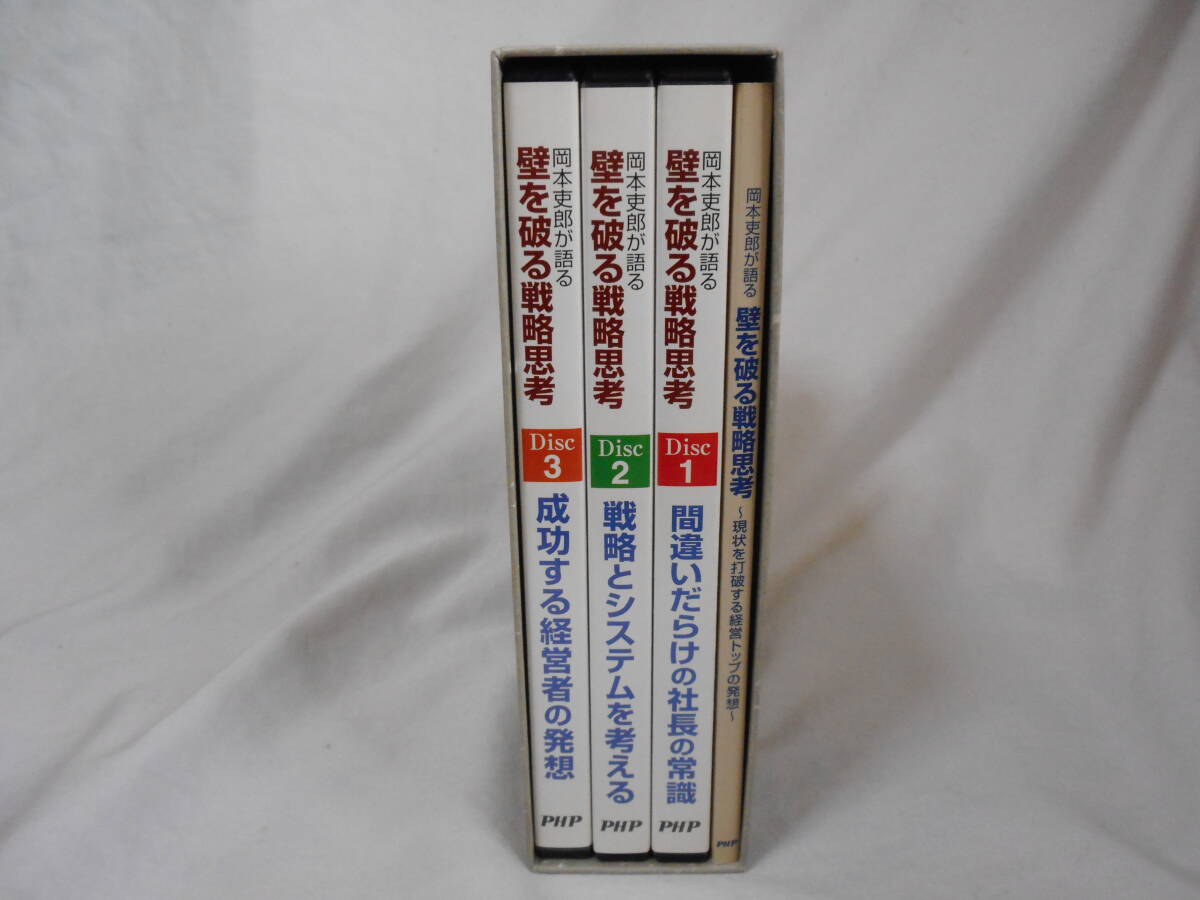 岡本吏郎が語る
壁を破る戦略思考
～現状を打破する経営トップの発想～
PHP
岡本吏郎が語る
壁を破る戦略思考
Disc
1
間違いだらけの社長の常識
PHP
岡本吏郎が語る
壁を破る戦略思考
Disc
2
戦略とシステムを考える
PHP
岡本吏郎が語る
壁を破る戦略思考
Disc
3
成功する経営者の発想
PHP